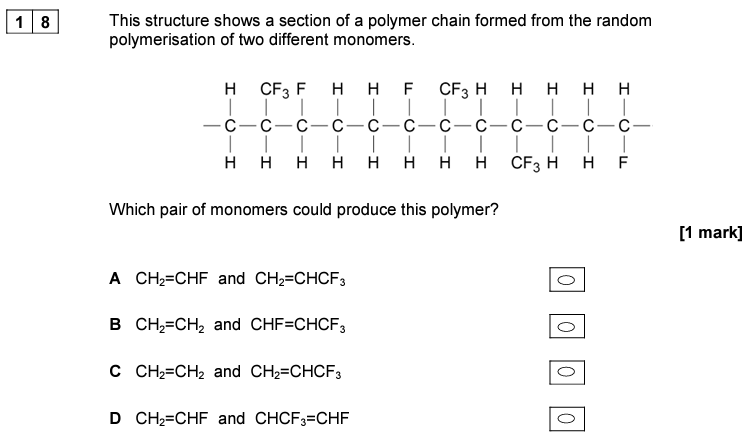 1 8 This structure shows a section of a polymer chain formed from the random
polymerisation of two different monomers.
H CF₃ F H H F CF₃ H H H H H
C C C C C C C C C C C C
H H H H H H H H CF₃ H H F
Which pair of monomers could produce this polymer?
[1 mark]
A CH₂=CHF and CH₂=CHCF₃
B CH₂=CH₂ and CHF=CHCF₃
C CH₂=CH₂ and CH₂=CHCF₃
D CH₂=CHF and CHCF₃=CHF